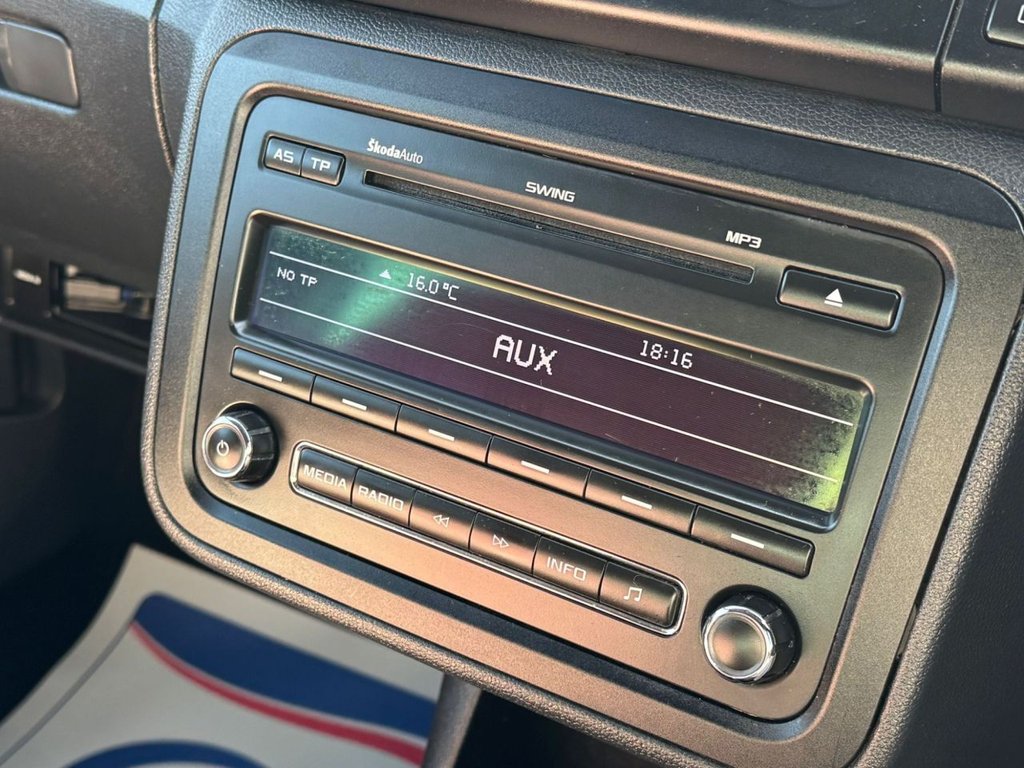 ŠkodaAuto
AS TP
SWING
MP3
16.0°C
NO TP
18:16
AUX
MEDIA RADIO INFO